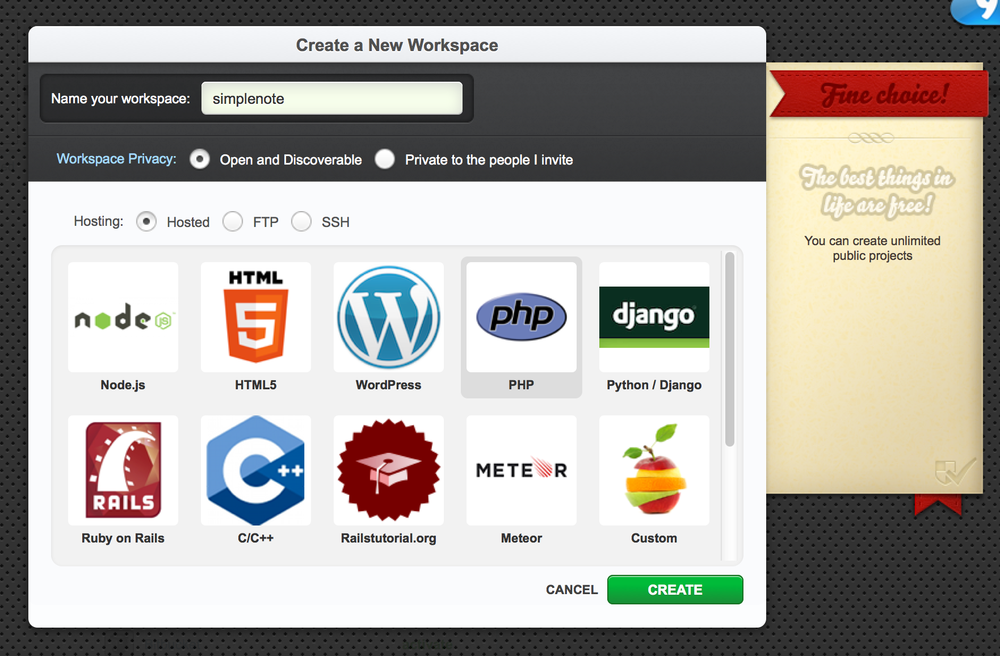 9
Create a New Workspace
Name your workspace: simplenote
Fine choice!
Workspace Privacy: Open and Discoverable Private to the people I invite
The best things in
life are free!
Hosting: Hosted FTP SSH
You can create unlimited
public projects
node JS HTML 5 W php django
Node.js HTML5 WordPress PHP Python / Django
RAILS C++ METEOR
Ruby on Rails C/C++ Railstutorial.org Meteor Custom
CANCEL CREATE
activate